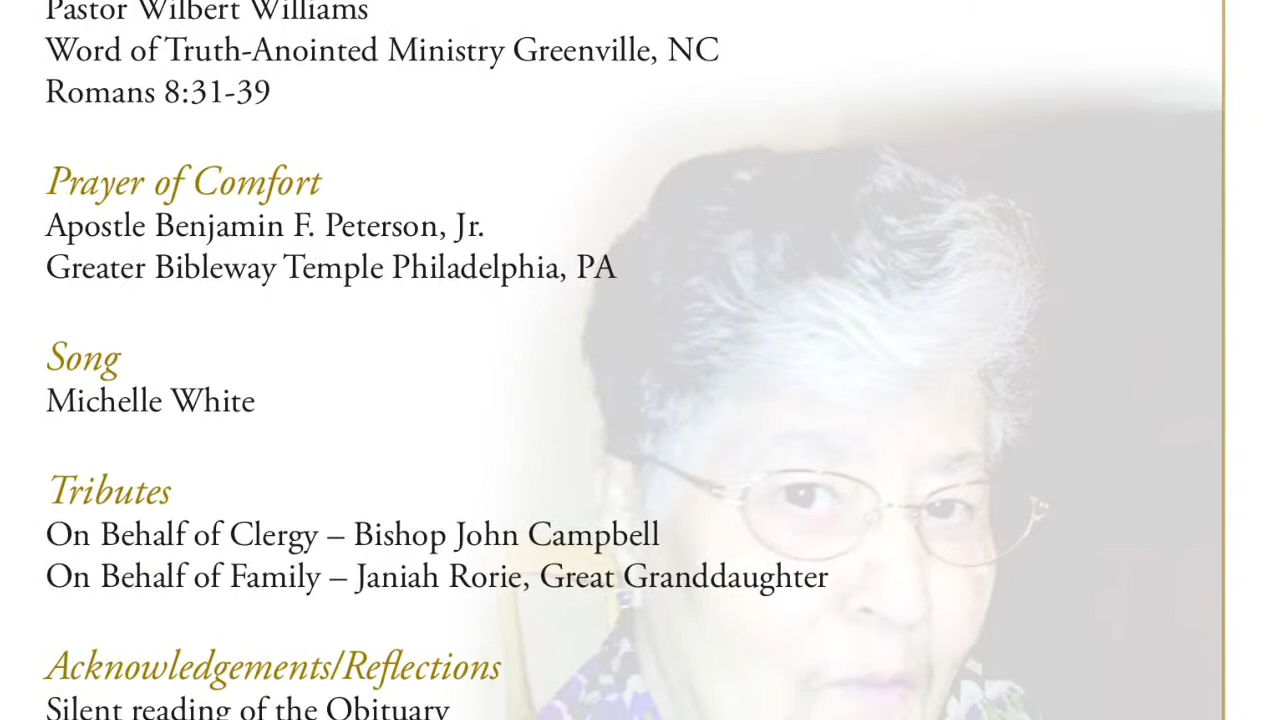 Pastor Wilbert Williams
Word of Truth-Anointed Ministry Greenville, NC
Romans 8:31-39
Prayer of Comfort
Apostle Benjamin F. Peterson, Jr.
Greater Bibleway Temple Philadelphia, PA
Song
Michelle White
Tributes
On Behalf of Clergy – Bishop John Campbell
On Behalf of Family – Janiah Rorie, Great Granddaughter
Acknowledgements/Reflections
Silent reading of the Obituary